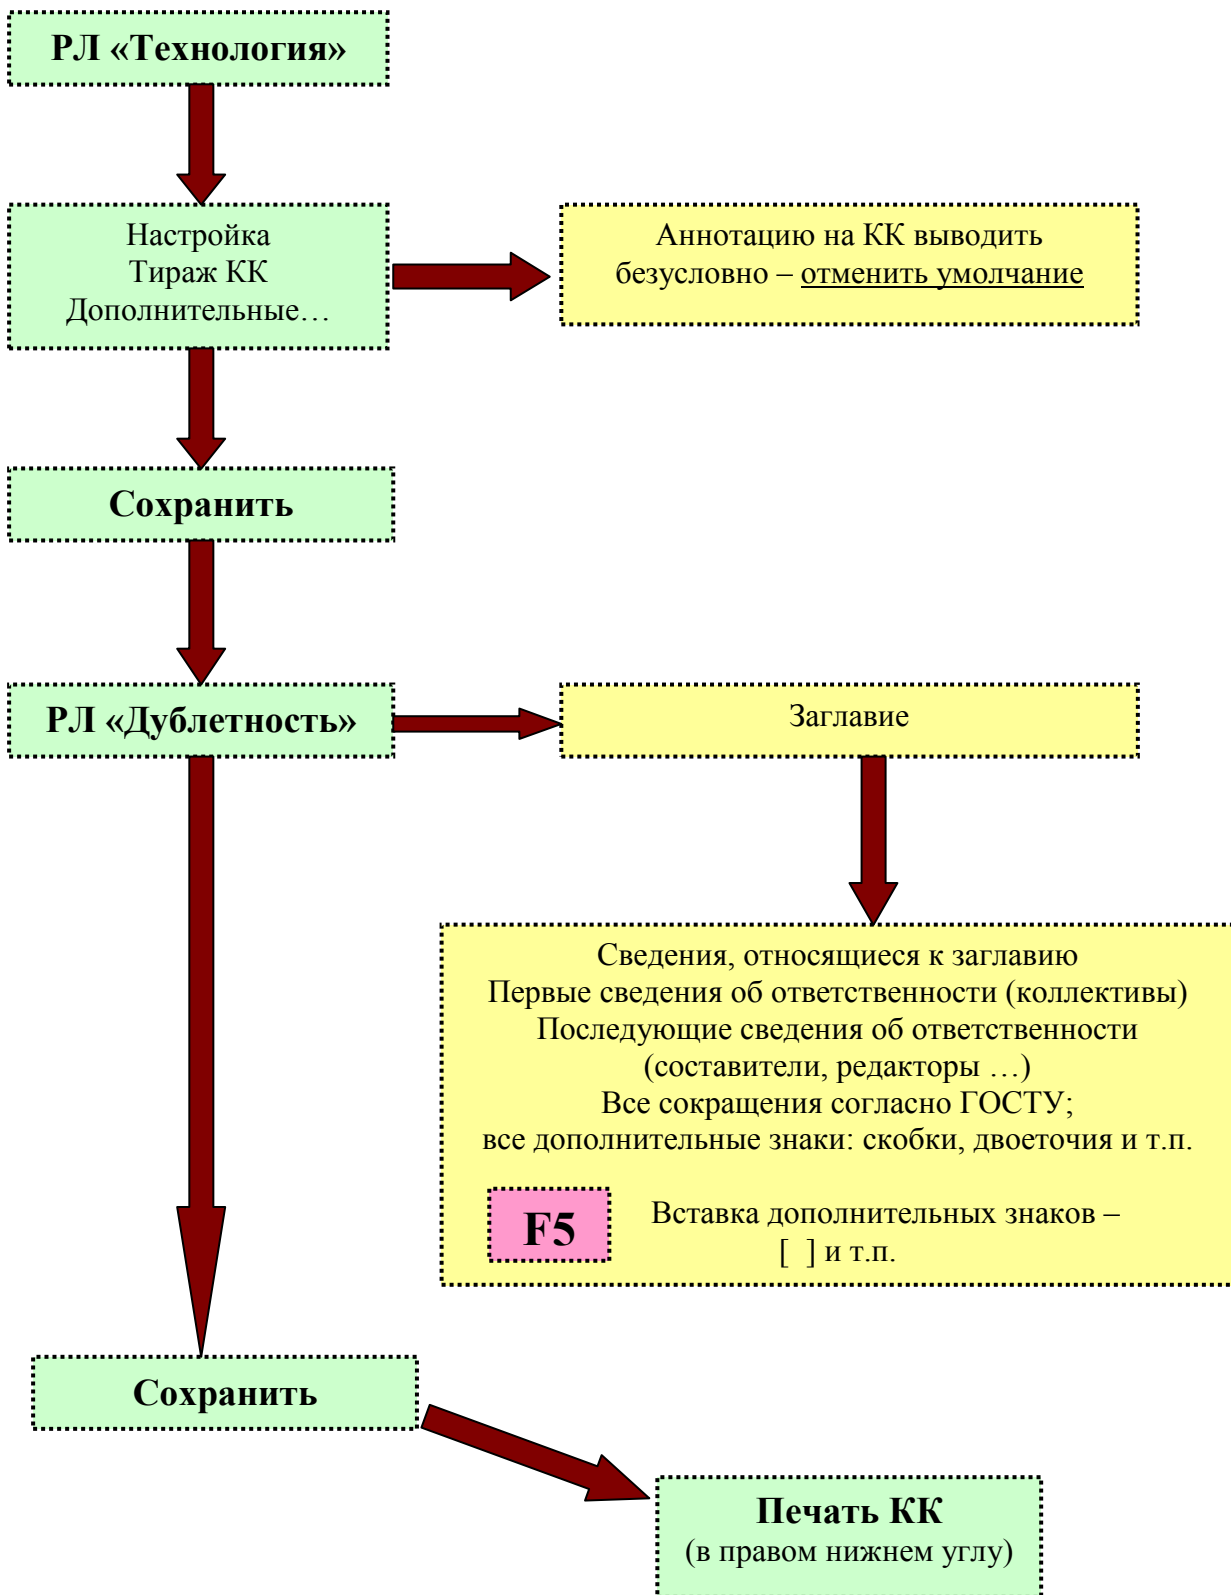 РЛ «Технология»
Настройка
Тираж КК
Дополнительные…
Аннотацию на КК выводить
безусловно – отменить умолчание
Сохранить
РЛ «Дублетность»
Заглавие
Сведения, относящиеся к заглавию
Первые сведения об ответственности (коллективы)
Последующие сведения об ответственности
(составители, редакторы …)
Все сокращения согласно ГОСТУ;
все дополнительные знаки: скобки, двоеточия и т.п.
F5
Вставка дополнительных знаков –
[ ] и т.п.
Сохранить
Печать КК
(в правом нижнем углу)